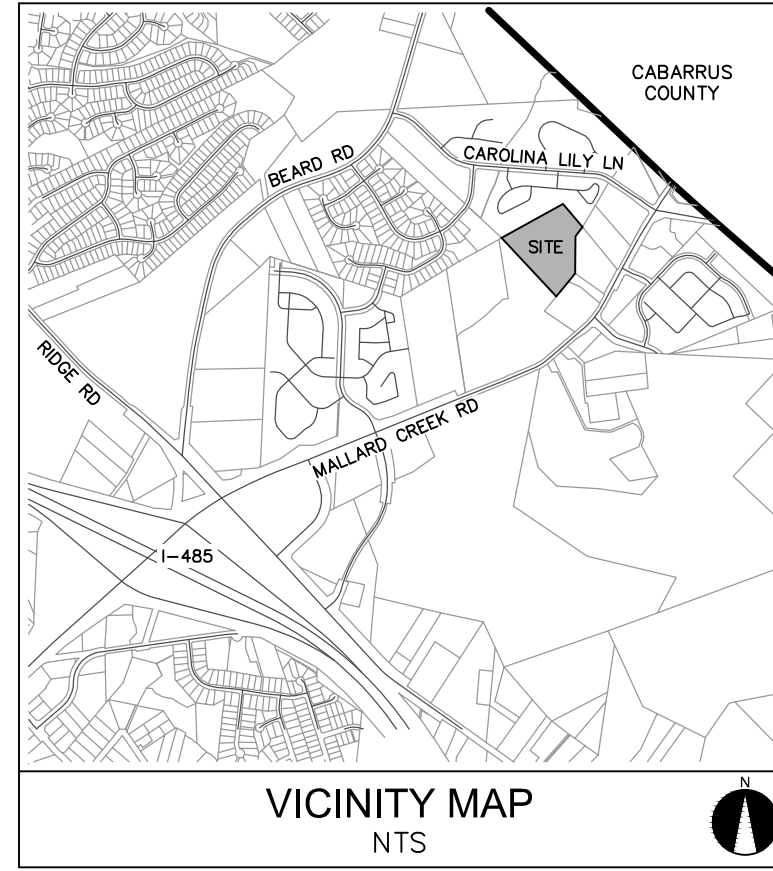 CABARRUS
COUNTY
CAROLINA LILY LN
BEARD RD
SITE
RIDGE RD
MALLARD CREEK RD
I-485
VICINITY MAP
NTS
N